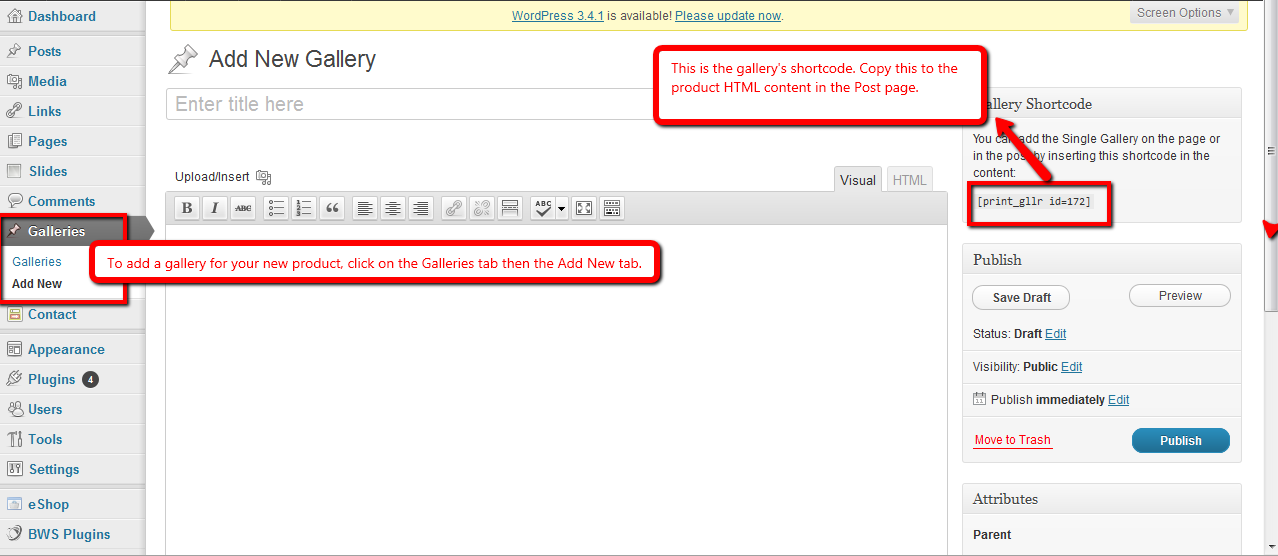 WordPress 3.4.1 is available! Please update now.
Screen Options
Dashboard
Posts
Media
Links
Pages
Slides
Comments
Galleries
Galleries
Add New
Contact
Appearance
Plugins 4
Users
Tools
Settings
eShop
BWS Plugins
Add New Gallery
Enter title here
This is the gallery's shortcode. Copy this to the
product HTML content in the Post page.
Upload/Insert
Visual
HTML
B I ABC ABC
To add a gallery for your new product, click on the Galleries tab then the Add New tab.
allery Shortcode
You can add the Single Gallery on the page or
in the post by inserting this shortcode in the
content:
[print_gllr id=172]
Publish
Save Draft
Preview
Status: Draft Edit
Visibility: Public Edit
11 Publish immediately Edit
Move to Trash
Publish
Attributes
Parent